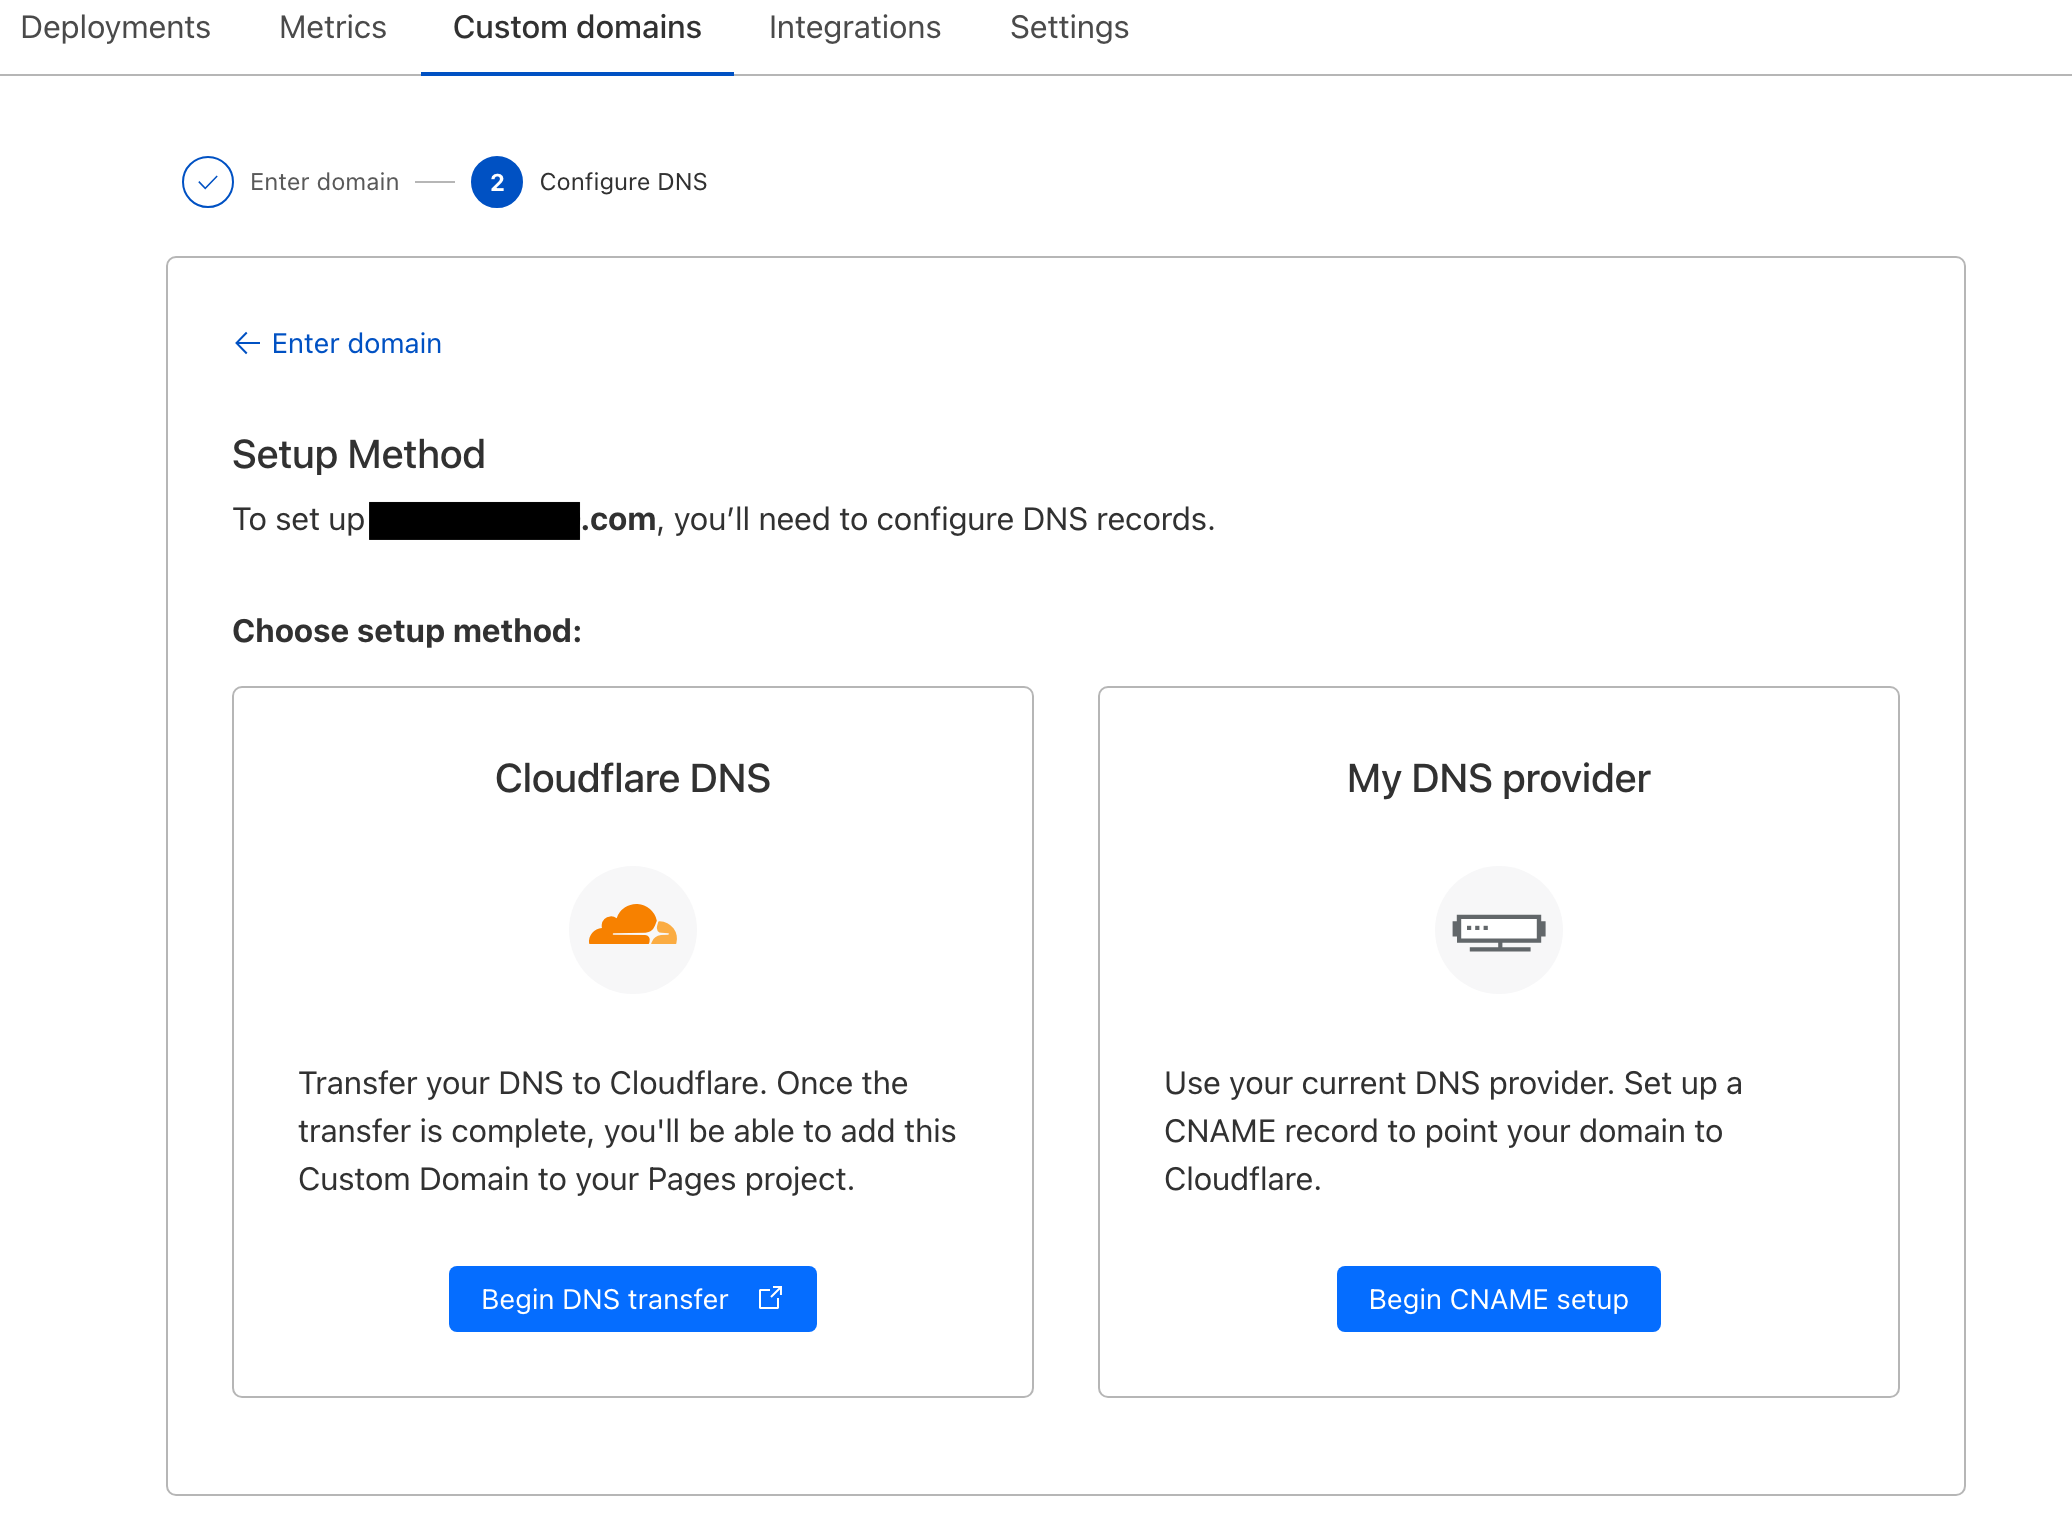 Deployments Metrics Custom domains Integrations Settings
Enter domain 2 Configure DNS
← Enter domain
Setup Method
To set up .com, you’ll need to configure DNS records.
Choose setup method:
Cloudflare DNS
Transfer your DNS to Cloudflare. Once the
transfer is complete, you'll be able to add this
Custom Domain to your Pages project.
Begin DNS transfer
My DNS provider
Use your current DNS provider. Set up a
CNAME record to point your domain to
Cloudflare.
Begin CNAME setup